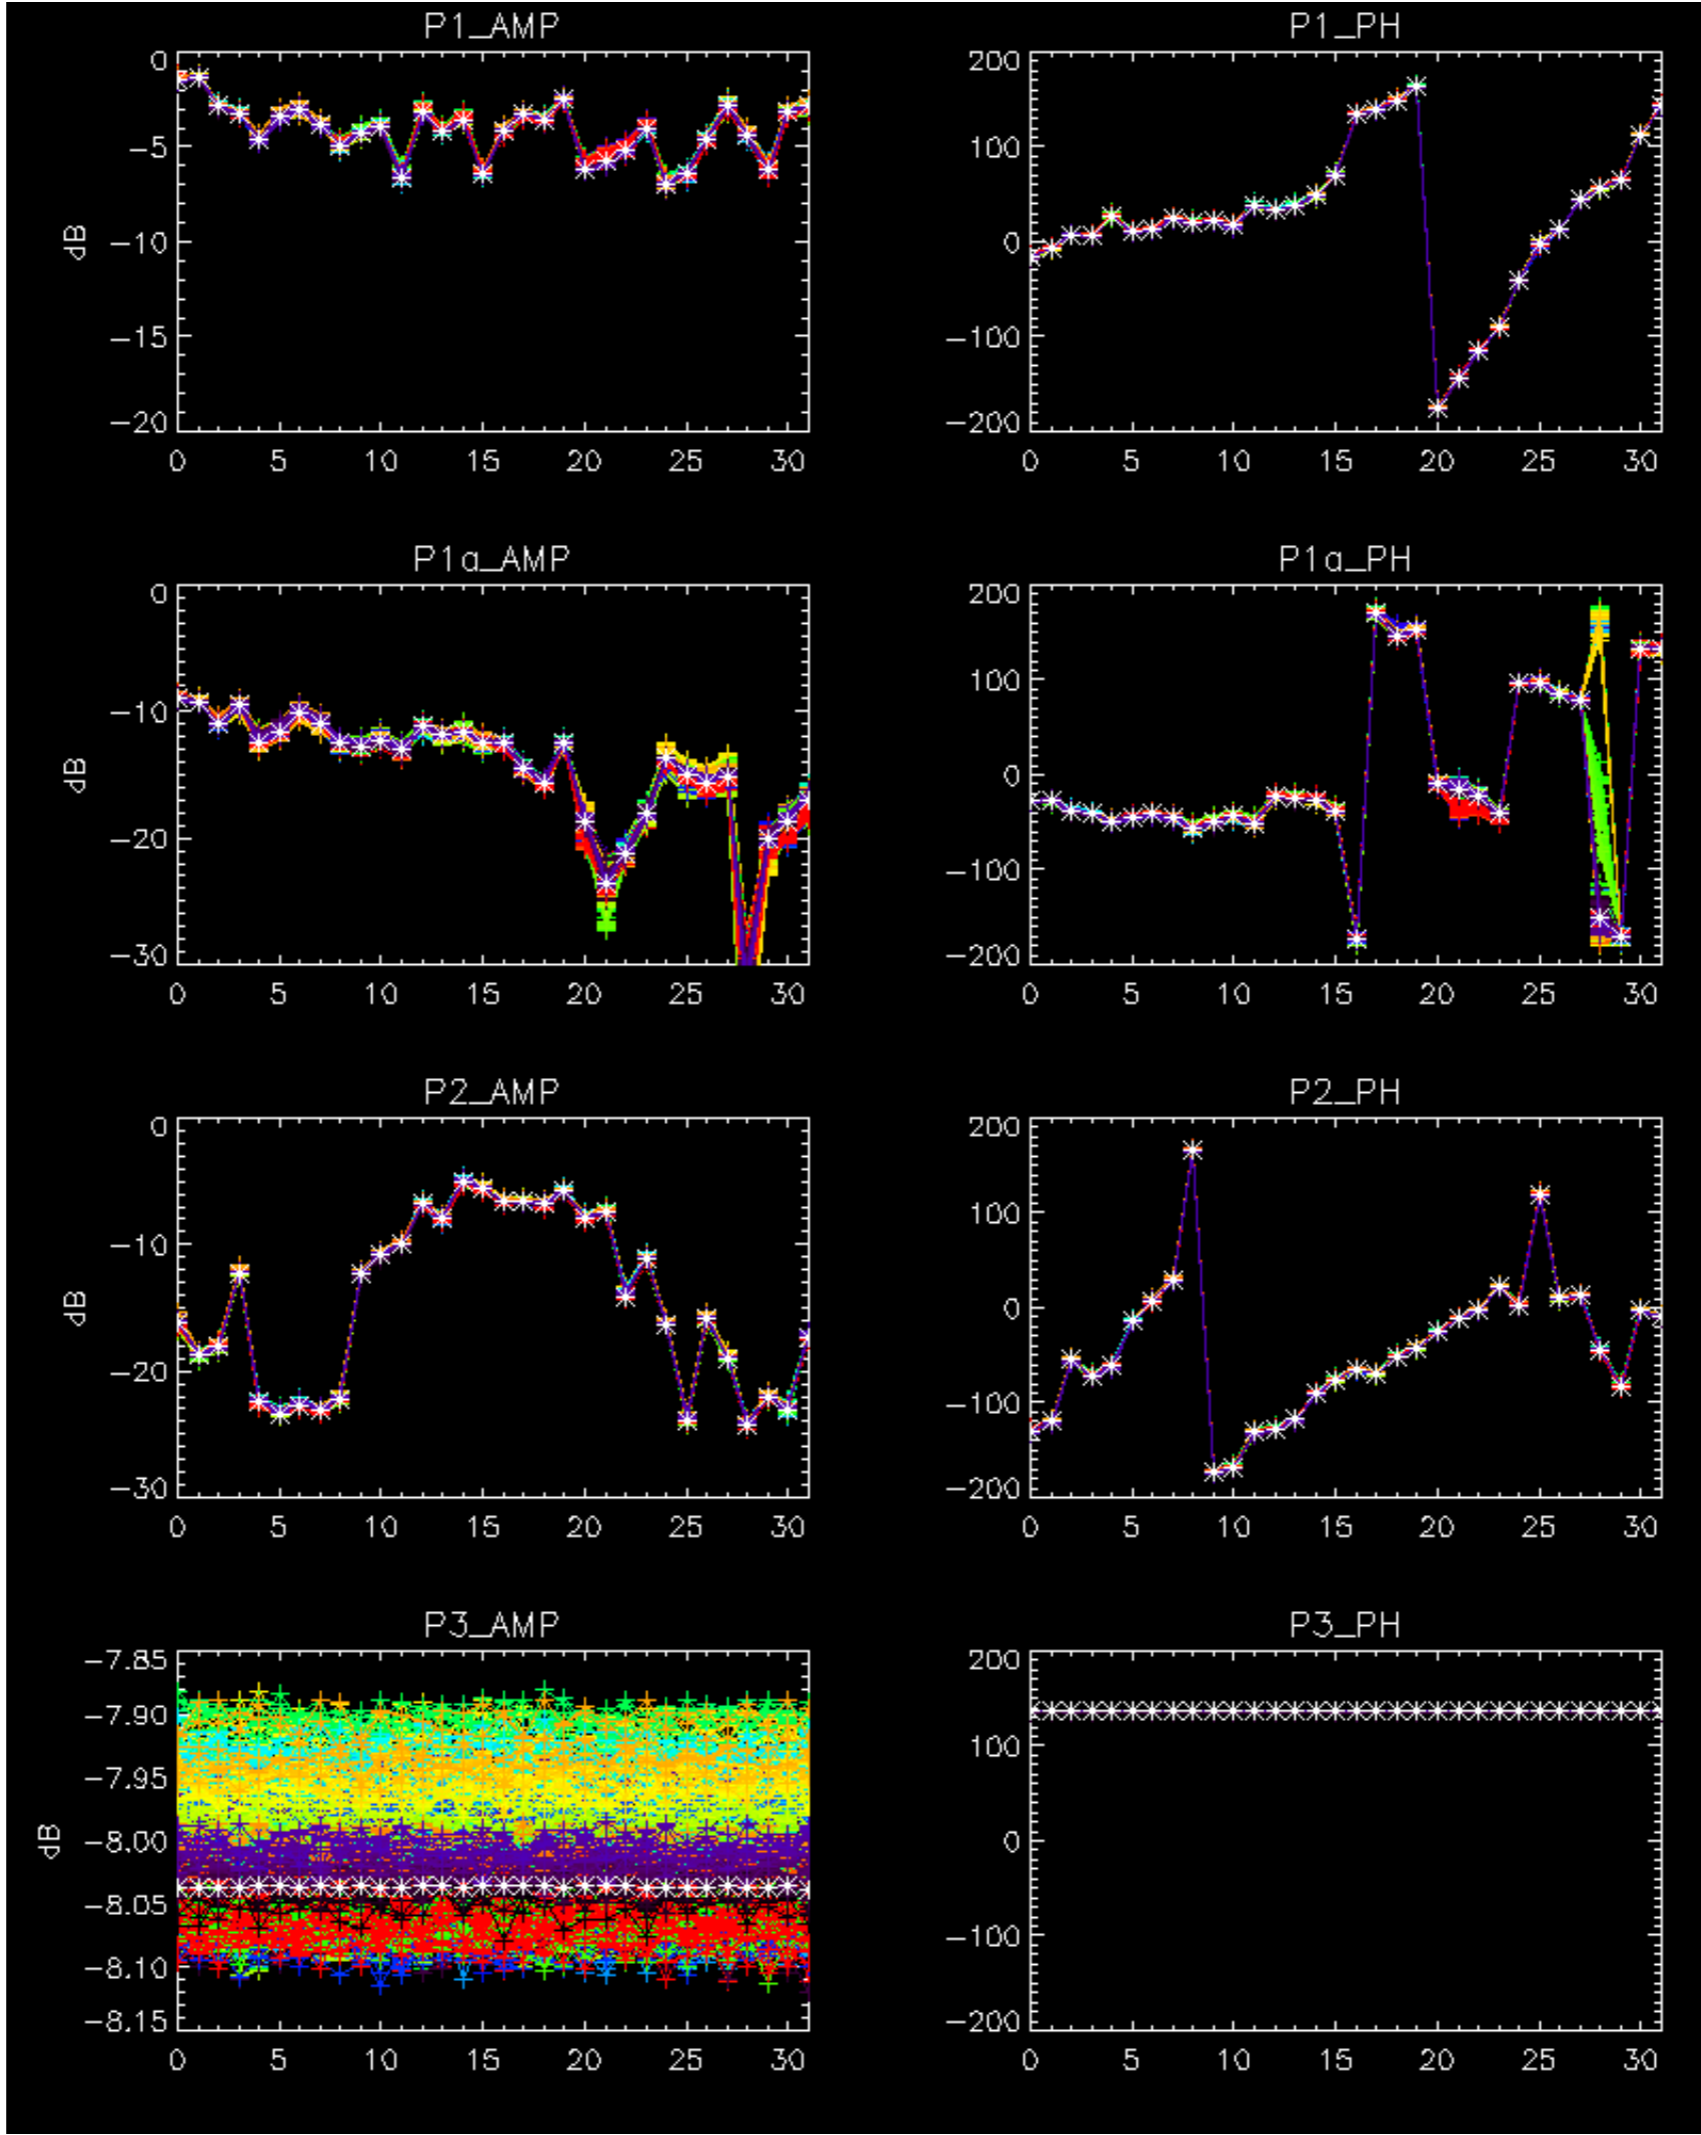 P1_AMP P1_PH
0 200
-5 100
dB -10 0
-15 -100
-20 -200
0 5 10 15 20 25 30 0 5 10 15 20 25 30
P1a_AMP P1a_PH
0 200
-10 100
dB 0
-20 -100
-30 -200
0 5 10 15 20 25 30 0 5 10 15 20 25 30
P2_AMP P2_PH
0 200
-10 100
dB 0
-20 -100
-30 -200
0 5 10 15 20 25 30 0 5 10 15 20 25 30
P3_AMP P3_PH
-7.85 200
-7.90
-7.95 100
dB -8.00 0
-8.05 -100
-8.10
-8.15 -200
0 5 10 15 20 25 30 0 5 10 15 20 25 30